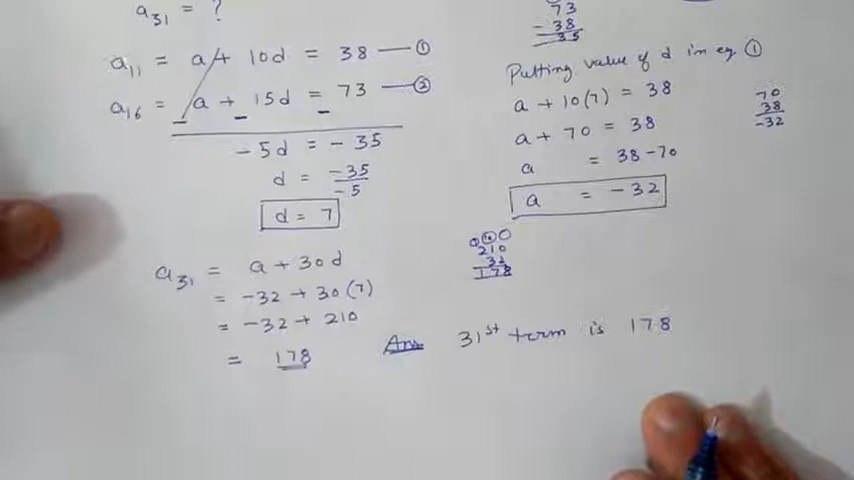 a31 = ?
a11 = a + 10d = 38 —— ①
a16 = a + 15d = 73 —— ②
- - -
-5d = -35
d = -35/-5
d = 7
a31 = a + 30d
= -32 + 30(7)
= -32 + 210
= 178
Ans 31st term is 178
73
- 38
35
Putting value of d in eq ①
a + 10(7) = 38
a + 70 = 38
a = 38-70
a = -32
70
38
-32
210
32
178